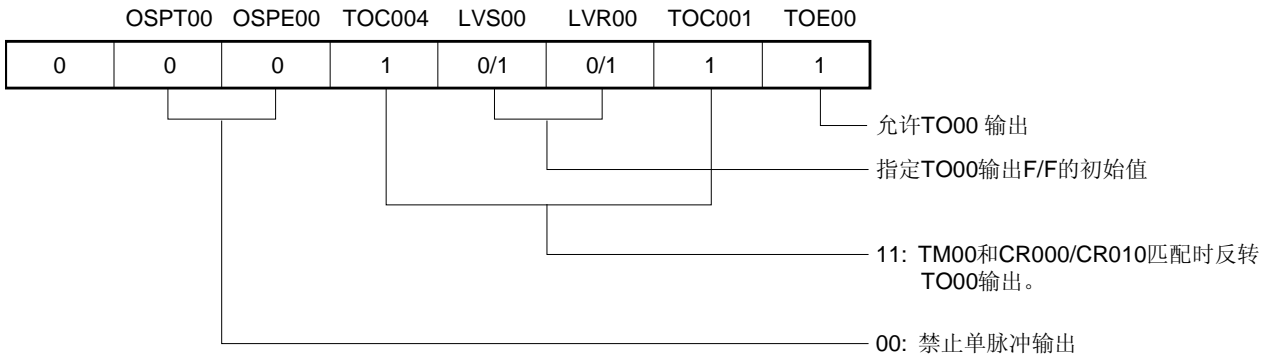 OSPT00 OSPE00 TOC004 LVS00 LVR00 TOC001 TOE00
0 0 0 1 0/1 0/1 1 1
允许TO00 输出
指定TO00输出F/F的初始值
11: TM00和CR000/CR010匹配时反转
TO00输出。
00: 禁止单脉冲输出